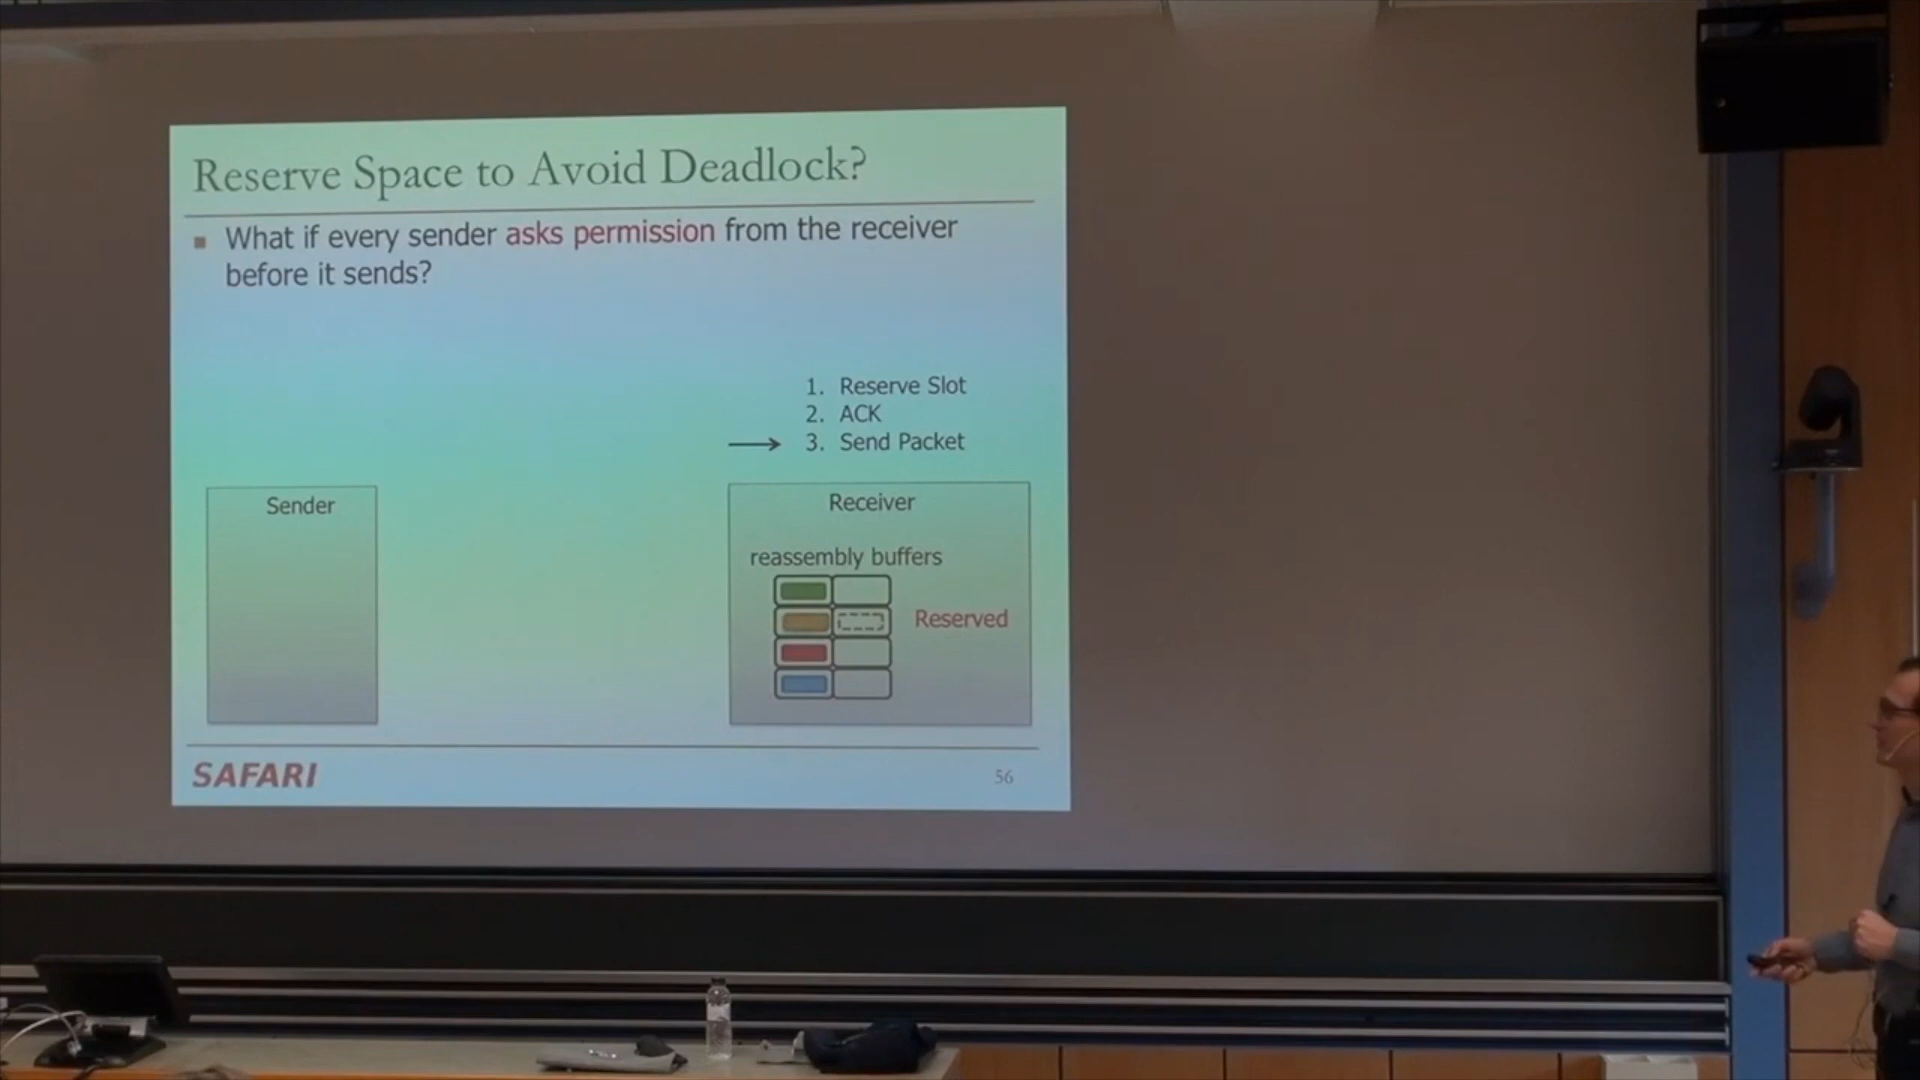 Reserve Space to Avoid Deadlock?
What if every sender asks permission from the receiver
before it sends?
1. Reserve Slot
2. ACK
3. Send Packet
Sender
Receiver
reassembly buffers
Reserved
SAFARI
56